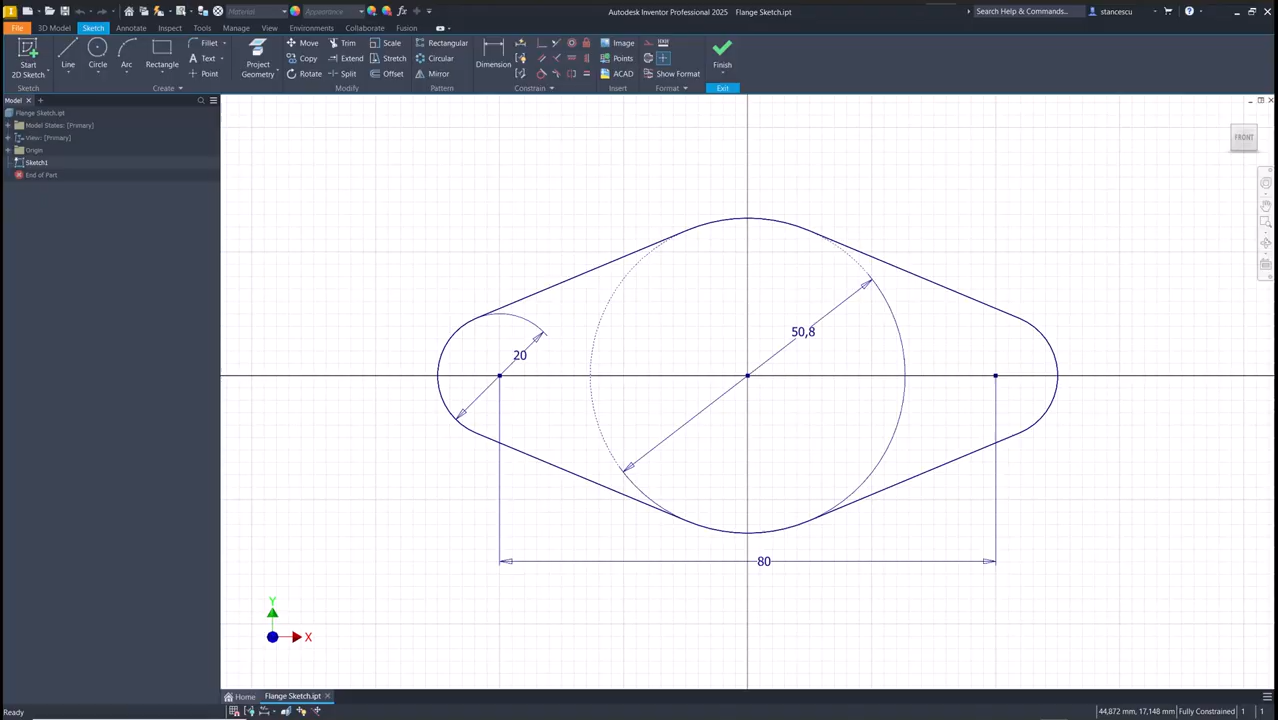 Material
Appearance
Autodesk Inventor Professional 2025 Flange Sketch.ipt
Search Help & Commands...
stancescu
File
3D Model
Sketch
Annotate
Inspect
Tools
Manage
View
Environments
Collaborate
Fusion
Start
2D Sketch
Line
Circle
Arc
Rectangle
Fillet
Text
Point
Project
Geometry
Move
Copy
Rotate
Trim
Extend
Split
Scale
Stretch
Offset
Rectangular
Circular
Mirror
Dimension
Image
Points
ACAD
Show Format
Finish
Sketch
Create
Modify
Pattern
Constrain
Insert
Format
Exit
Model
Flange Sketch.ipt
Model States: [Primary]
View: [Primary]
Origin
Sketch1
End of Part
FRONT
50,8
20
80
Y
X
Home
Flange Sketch.ipt
Ready
44,872 mm, 17,148 mm
Fully Constrained
1
1